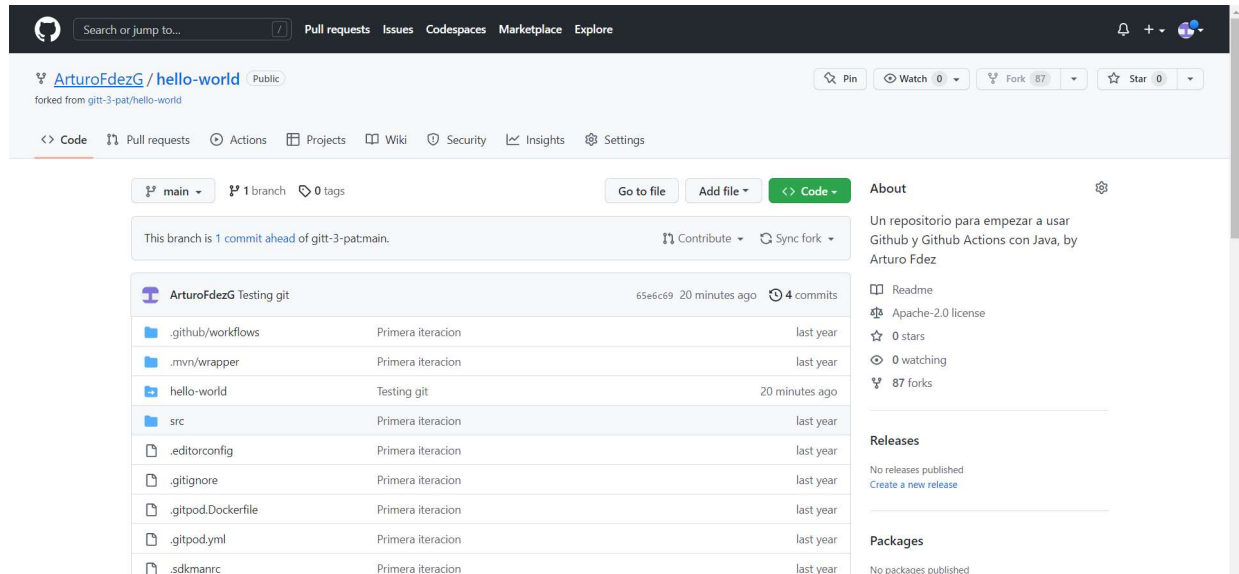 Search or jump to... / Pull requests Issues Codespaces Marketplace Explore
ArturoFdezG / hello-world Public
Pin Watch 0 Fork 87 Star 0
forked from gitt-3-pat/hello-world
Code Pull requests Actions Projects Wiki Security Insights Settings
main 1 branch 0 tags
Go to file Add file Code
This branch is 1 commit ahead of gitt-3-pat:main.
Contribute Sync fork
ArturoFdezG Testing git 65e6c69 20 minutes ago 4 commits
.github/workflows Primera iteracion last year
.mvn/wrapper Primera iteracion last year
hello-world Testing git 20 minutes ago
src Primera iteracion last year
.editorconfig Primera iteracion last year
.gitignore Primera iteracion last year
.gitpod.Dockerfile Primera iteracion last year
.gitpod.yml Primera iteracion last year
.sdkmanrc Primera iteracion last year
About
Un repositorio para empezar a usar
Github y Github Actions con Java, by
Arturo Fdez
Readme
Apache-2.0 license
0 stars
0 watching
87 forks
Releases
No releases published
Create a new release
Packages
No packages published